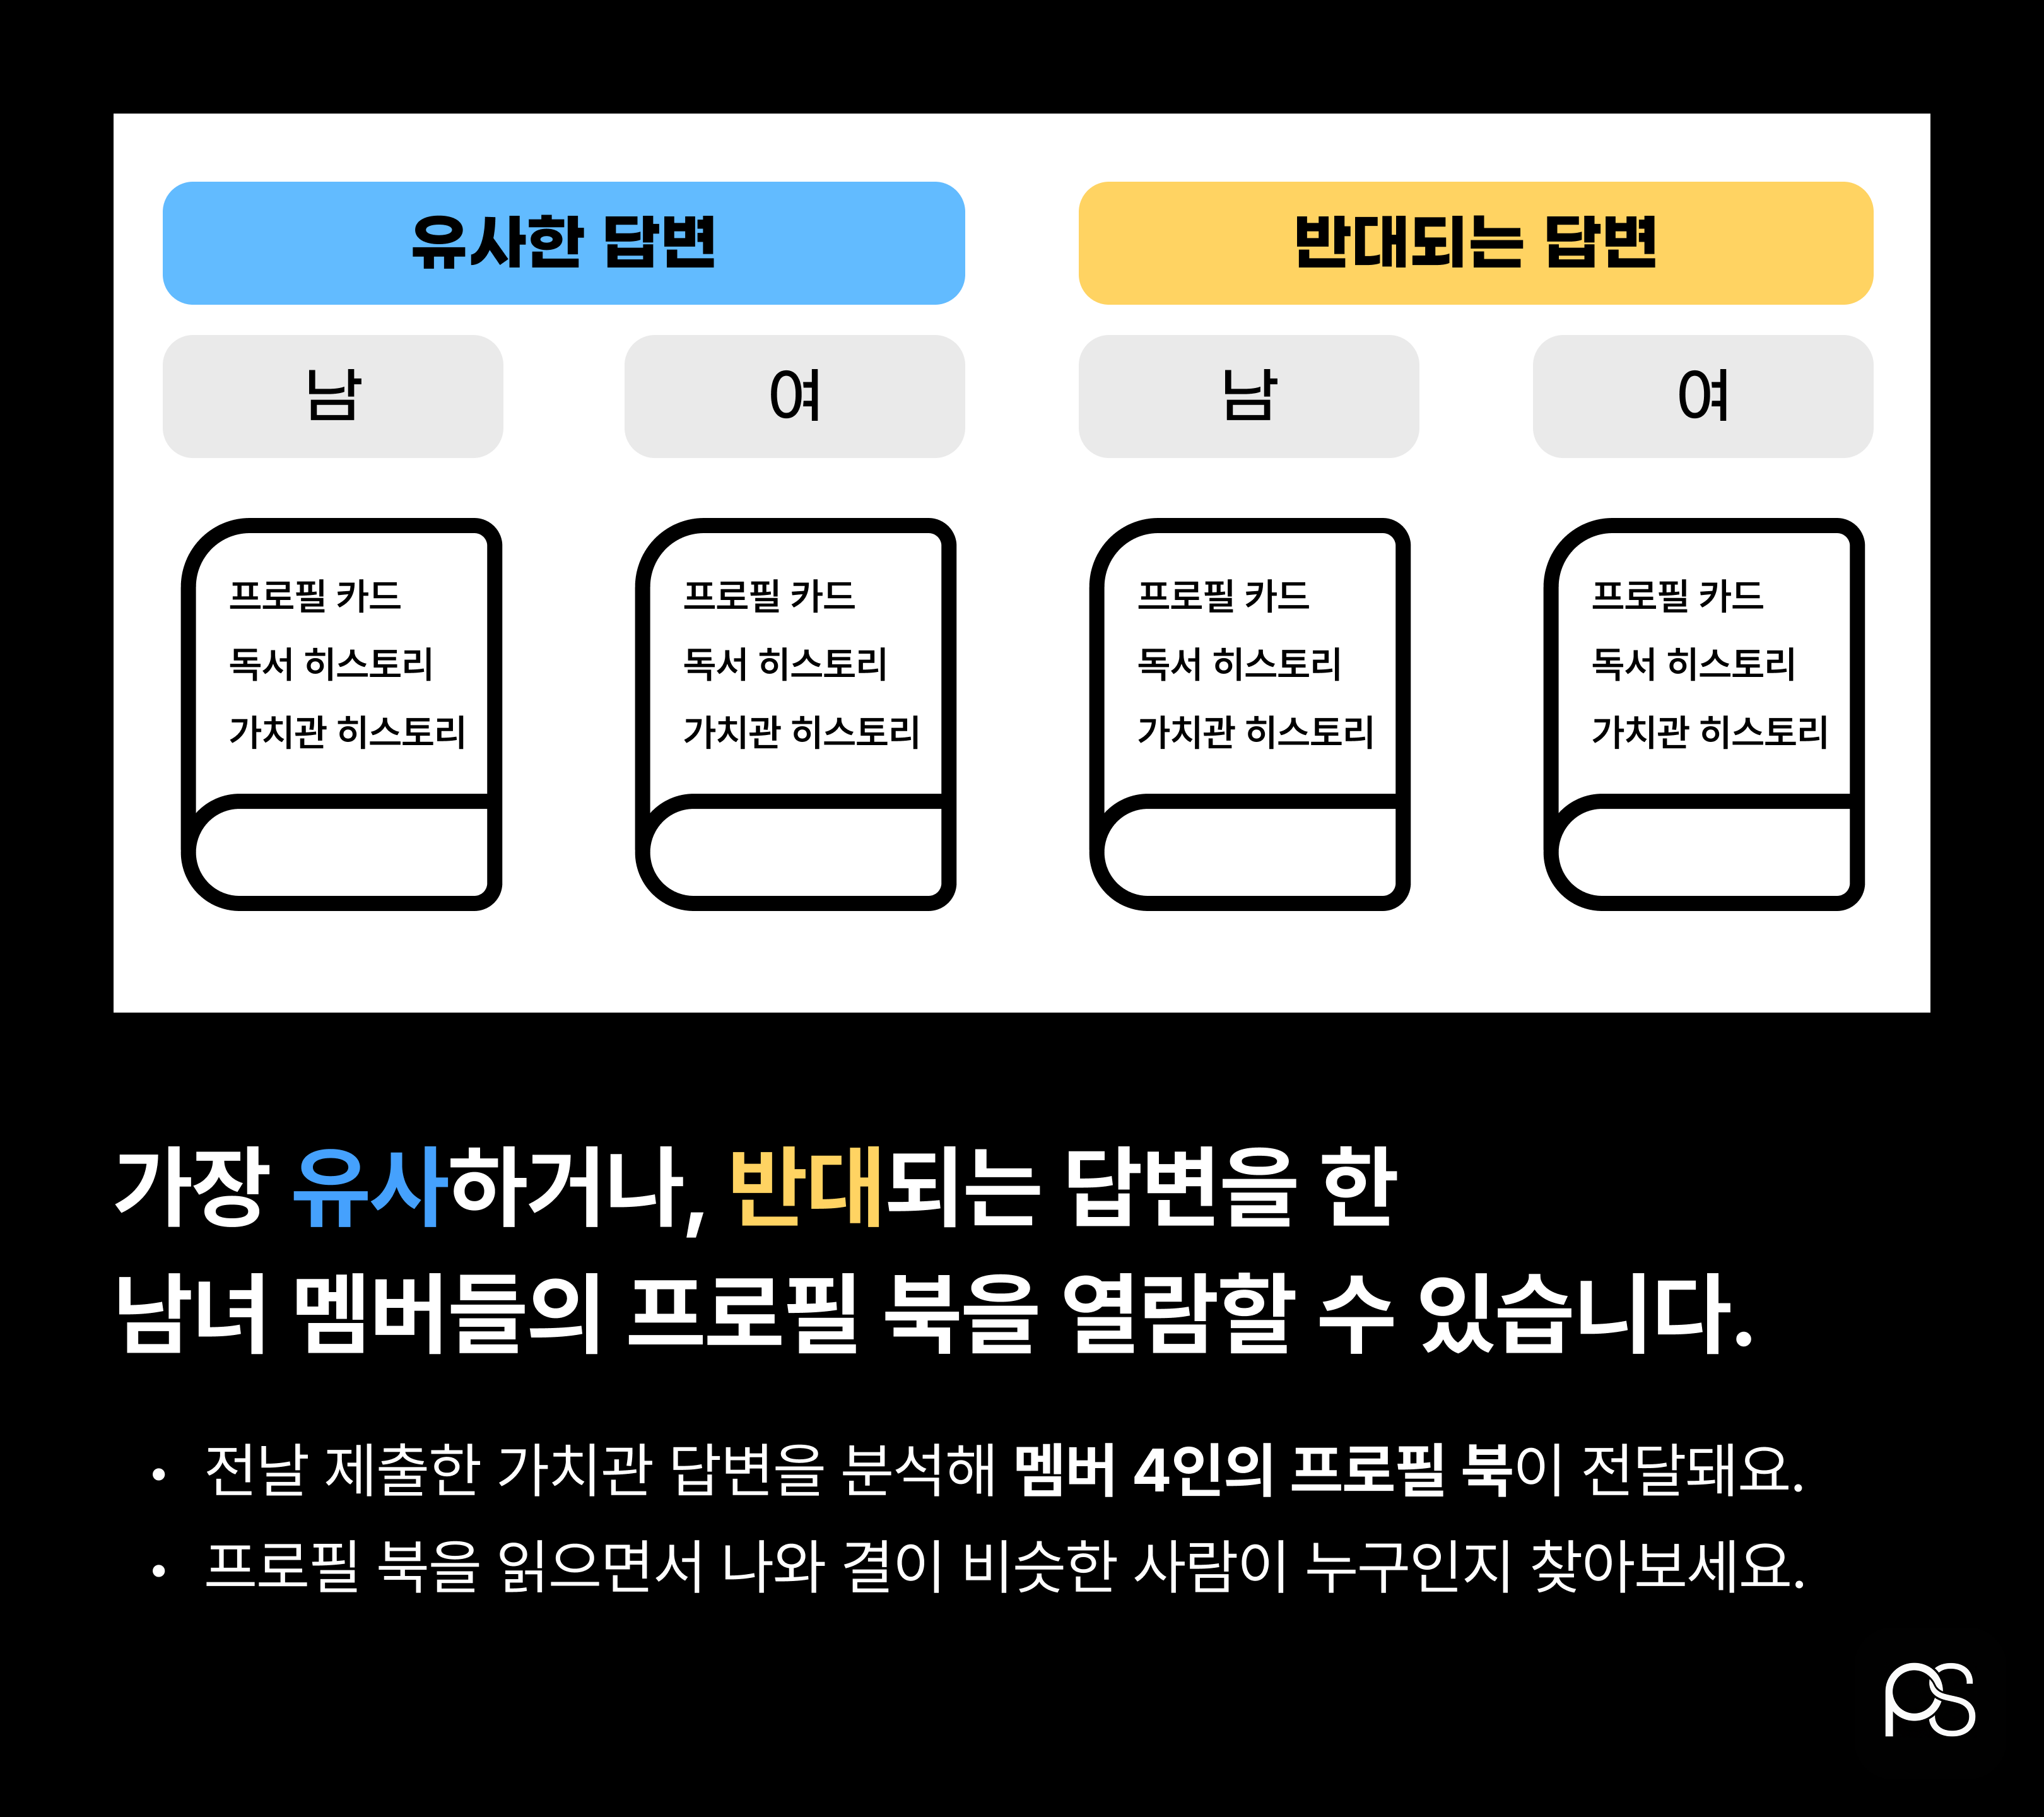 유사한 답변
반대되는 답변
남
여
남
여
프로필 카드
독서 히스토리
가치관 히스토리
프로필 카드
독서 히스토리
가치관 히스토리
프로필 카드
독서 히스토리
가치관 히스토리
프로필 카드
독서 히스토리
가치관 히스토리
가장 유사하거나, 반대되는 답변을 한
남녀 멤버들의 프로필 북을 열람할 수 있습니다.
• 전날 제출한 가치관 답변을 분석해 멤버 4인의 프로필 북이 전달돼요.
• 프로필 북을 읽으면서 나와 결이 비슷한 사람이 누구인지 찾아보세요.
PS